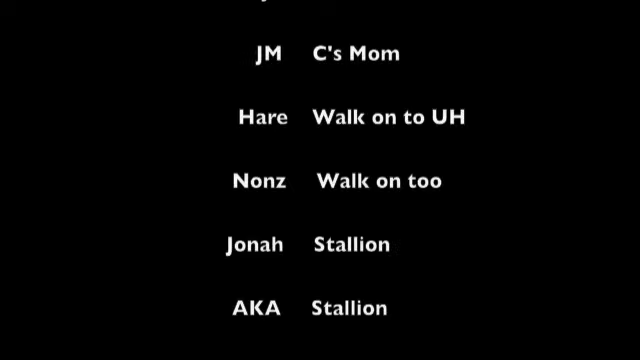 JM C's Mom
Hare Walk on to UH
Nonz Walk on too
Jonah Stallion
AKA Stallion